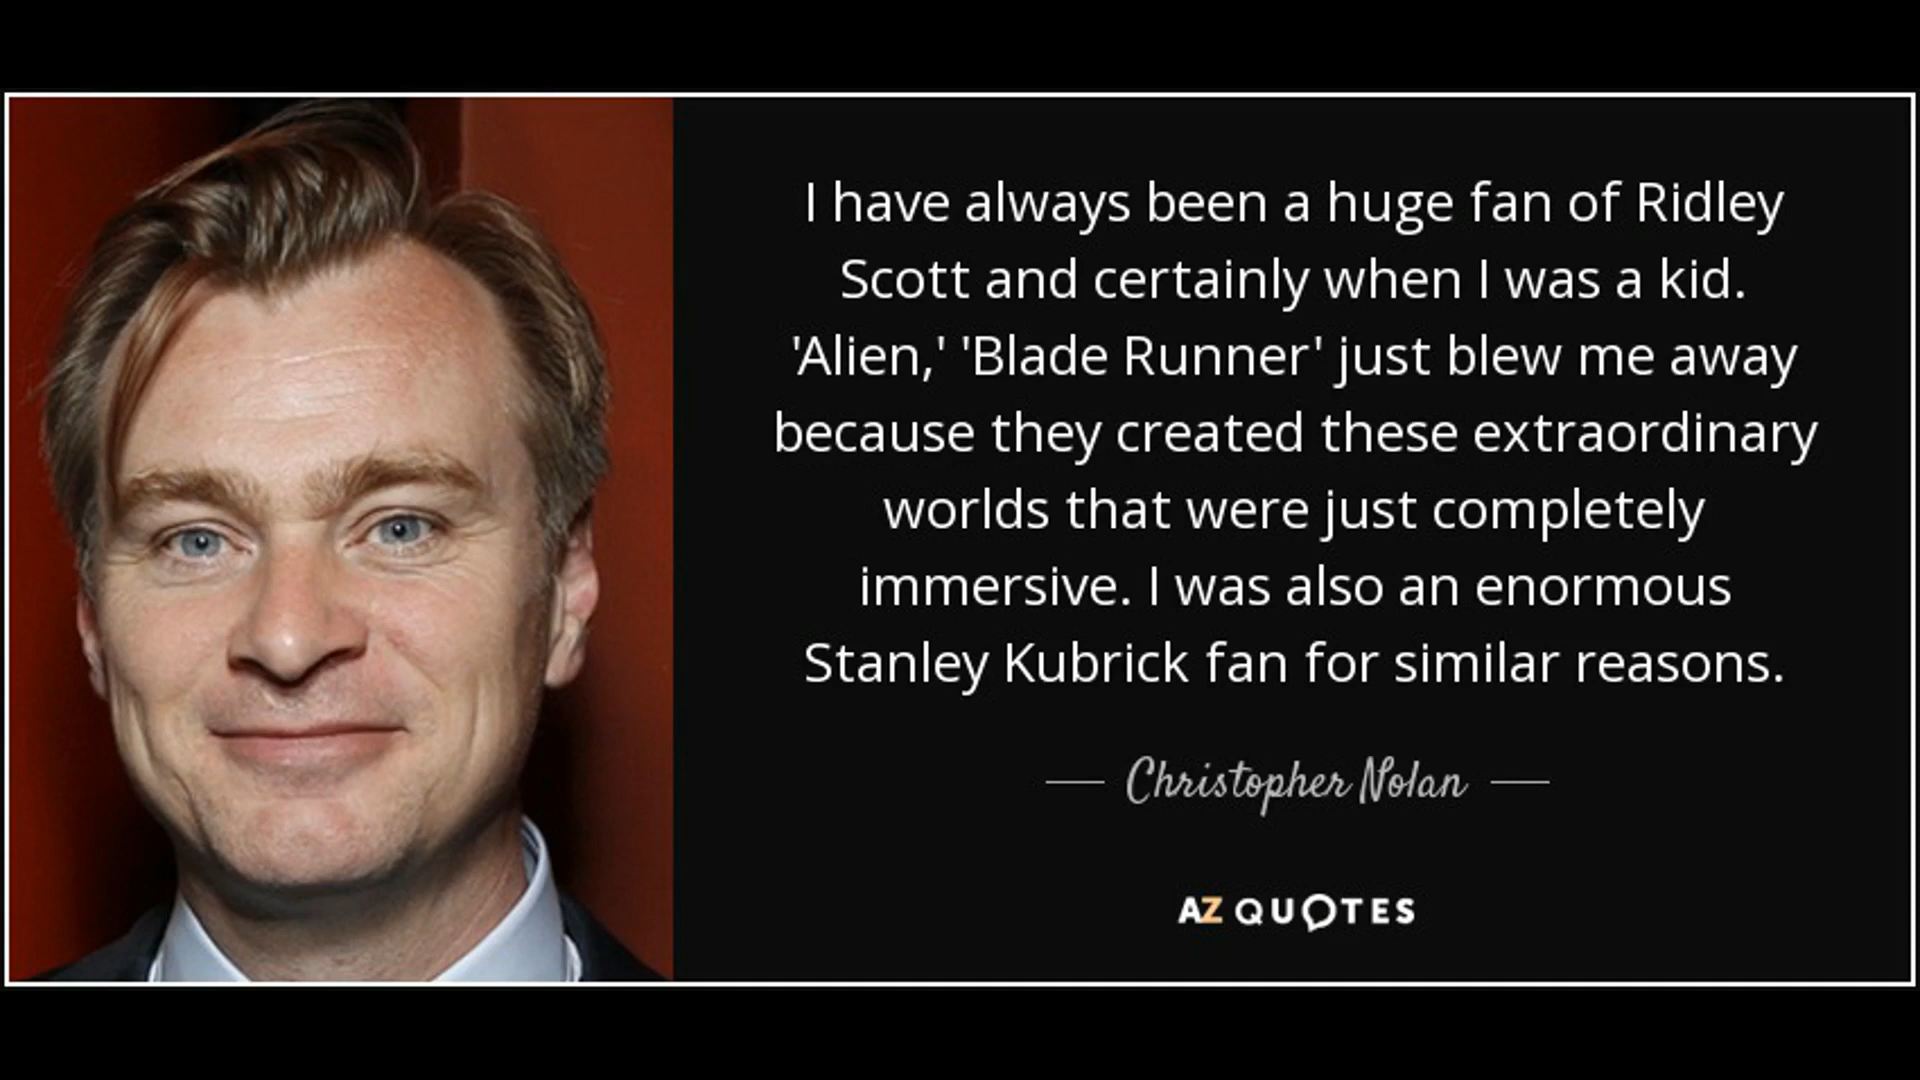 I have always been a huge fan of Ridley
Scott and certainly when I was a kid.
'Alien,' 'Blade Runner' just blew me away
because they created these extraordinary
worlds that were just completely
immersive. I was also an enormous
Stanley Kubrick fan for similar reasons.
Christopher Nolan
AZ QUOTES